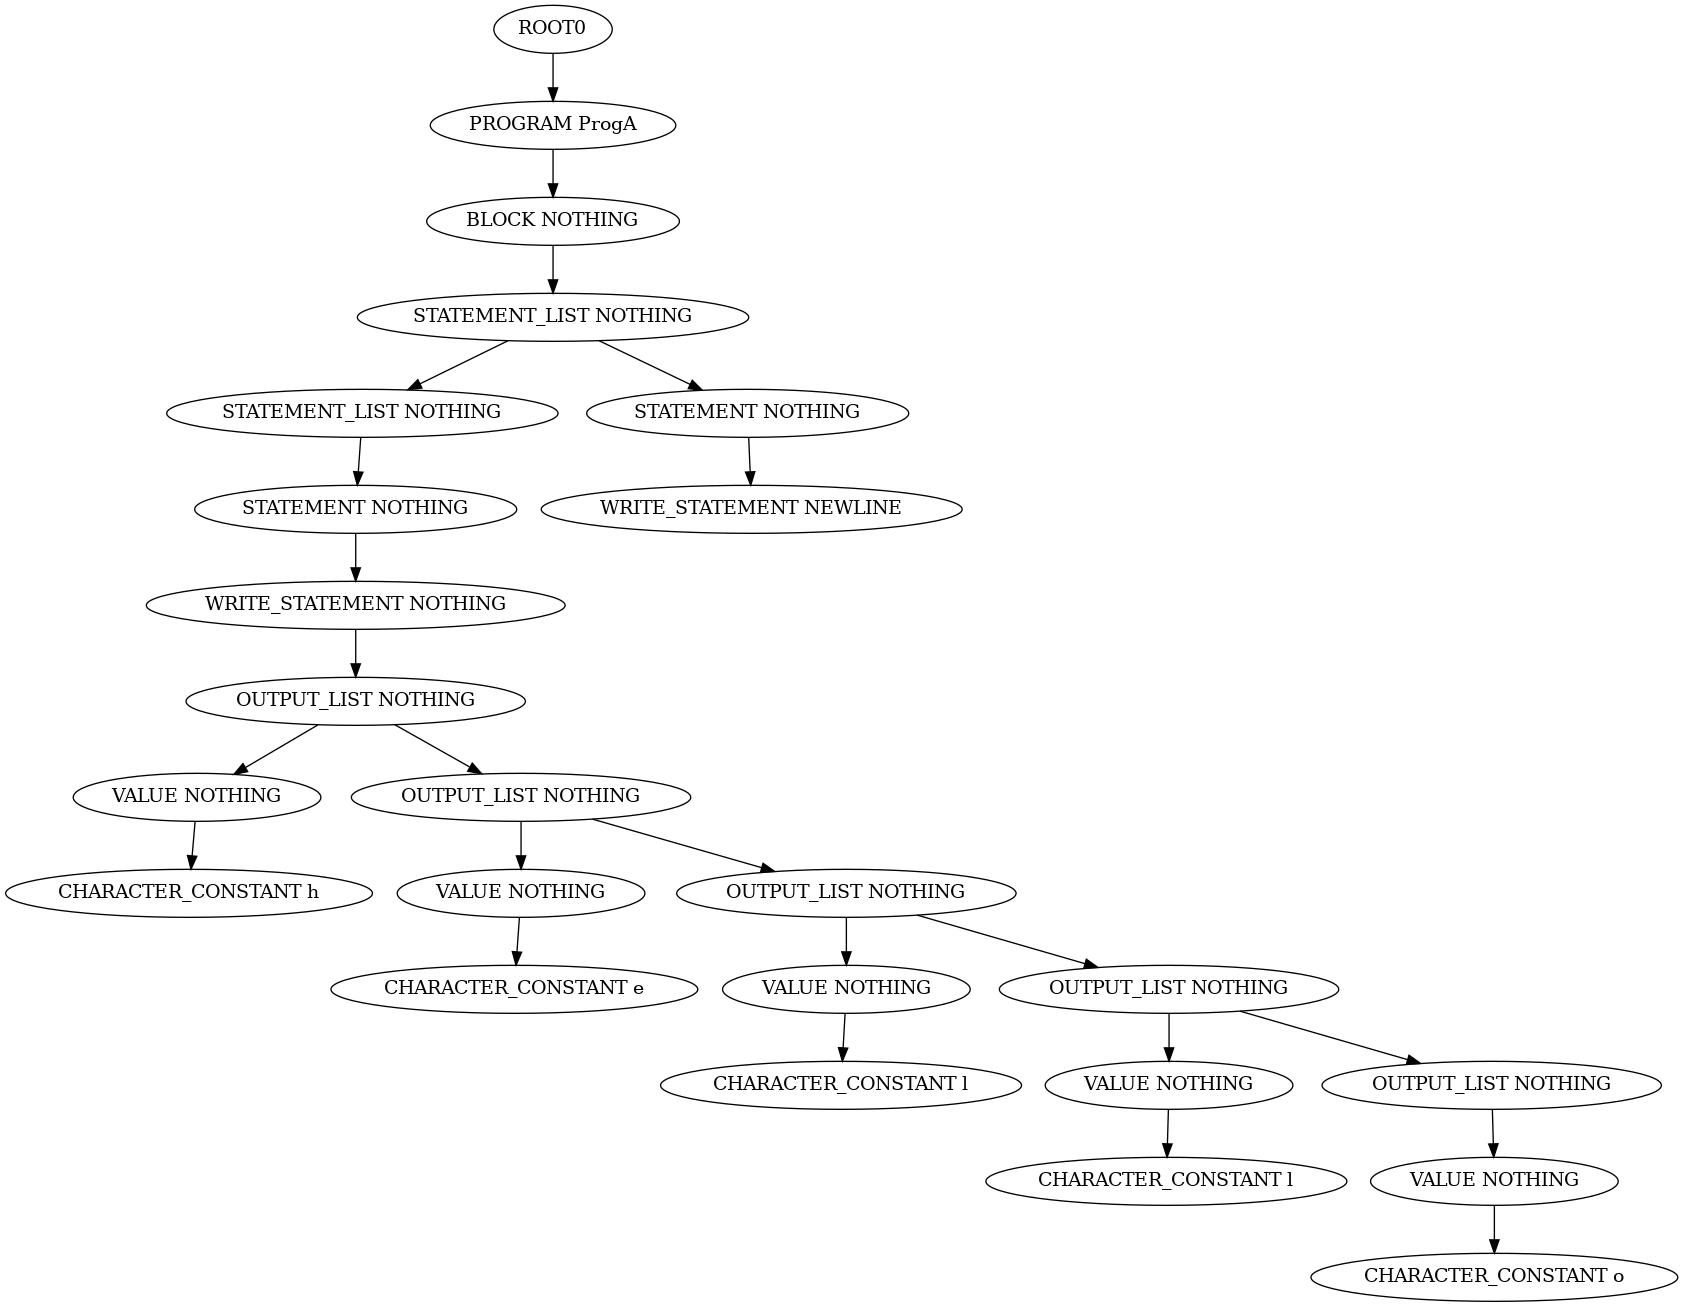 ROOT0
PROGRAM ProgA
BLOCK NOTHING
STATEMENT_LIST NOTHING
STATEMENT_LIST NOTHING
STATEMENT NOTHING
STATEMENT NOTHING
WRITE_STATEMENT NEWLINE
WRITE_STATEMENT NOTHING
OUTPUT_LIST NOTHING
VALUE NOTHING
OUTPUT_LIST NOTHING
CHARACTER_CONSTANT h
VALUE NOTHING
OUTPUT_LIST NOTHING
CHARACTER_CONSTANT e
VALUE NOTHING
OUTPUT_LIST NOTHING
CHARACTER_CONSTANT l
VALUE NOTHING
OUTPUT_LIST NOTHING
CHARACTER_CONSTANT l
VALUE NOTHING
CHARACTER_CONSTANT o